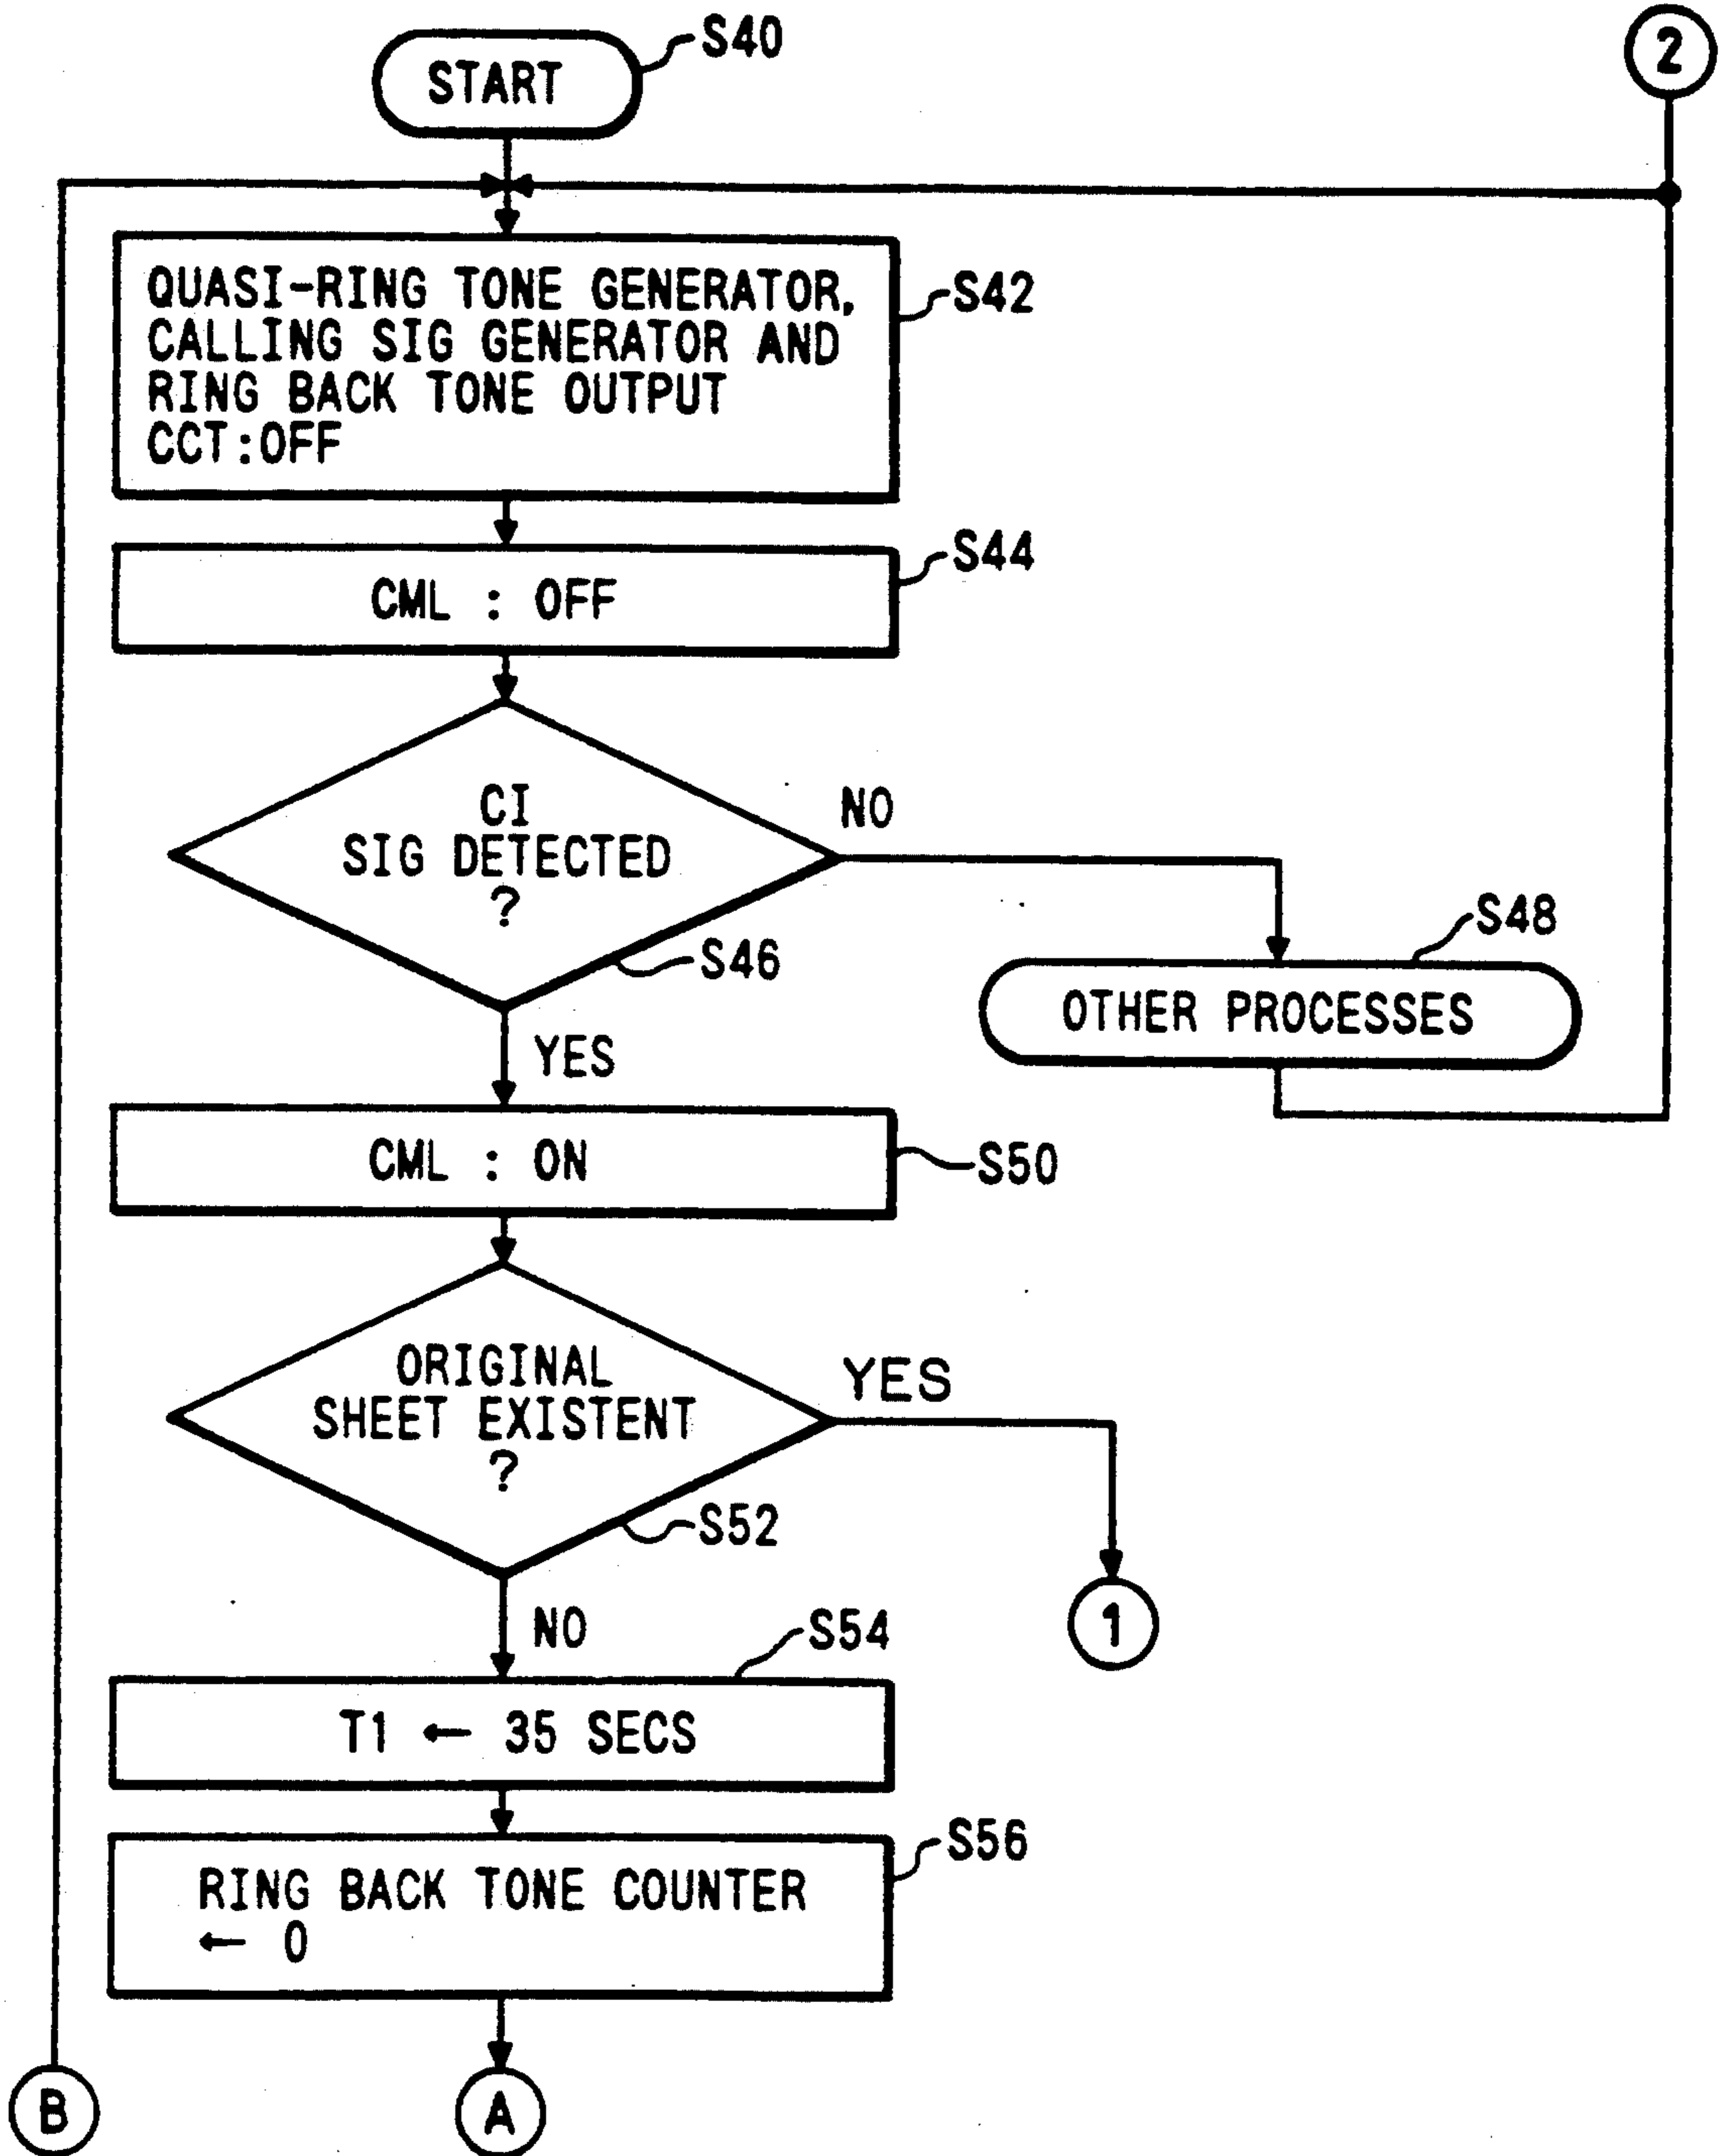 START
S40
2
QUASI-RING TONE GENERATOR,
CALLING SIG GENERATOR AND
RING BACK TONE OUTPUT
CCT:OFF
S42
CML : OFF
S44
CI
SIG DETECTED
?
S46
NO
YES
OTHER PROCESSES
S48
CML : ON
S50
ORIGINAL
SHEET EXISTENT
?
S52
YES
1
NO
T1 ← 35 SECS
S54
RING BACK TONE COUNTER
← 0
S56
B
A